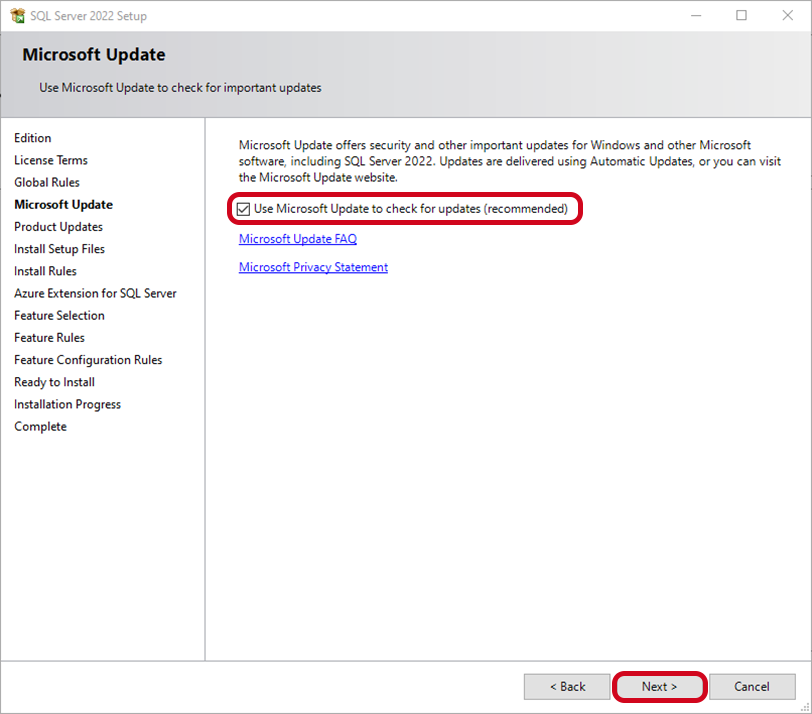 SQL Server 2022 Setup
Microsoft Update
Use Microsoft Update to check for important updates
Edition
License Terms
Global Rules
Microsoft Update
Product Updates
Install Setup Files
Install Rules
Azure Extension for SQL Server
Feature Selection
Feature Rules
Feature Configuration Rules
Ready to Install
Installation Progress
Complete
Microsoft Update offers security and other important updates for Windows and other Microsoft
software, including SQL Server 2022. Updates are delivered using Automatic Updates, or you can visit
the Microsoft Update website.
Use Microsoft Update to check for updates (recommended)
Microsoft Update FAQ
Microsoft Privacy Statement
< Back
Next >
Cancel